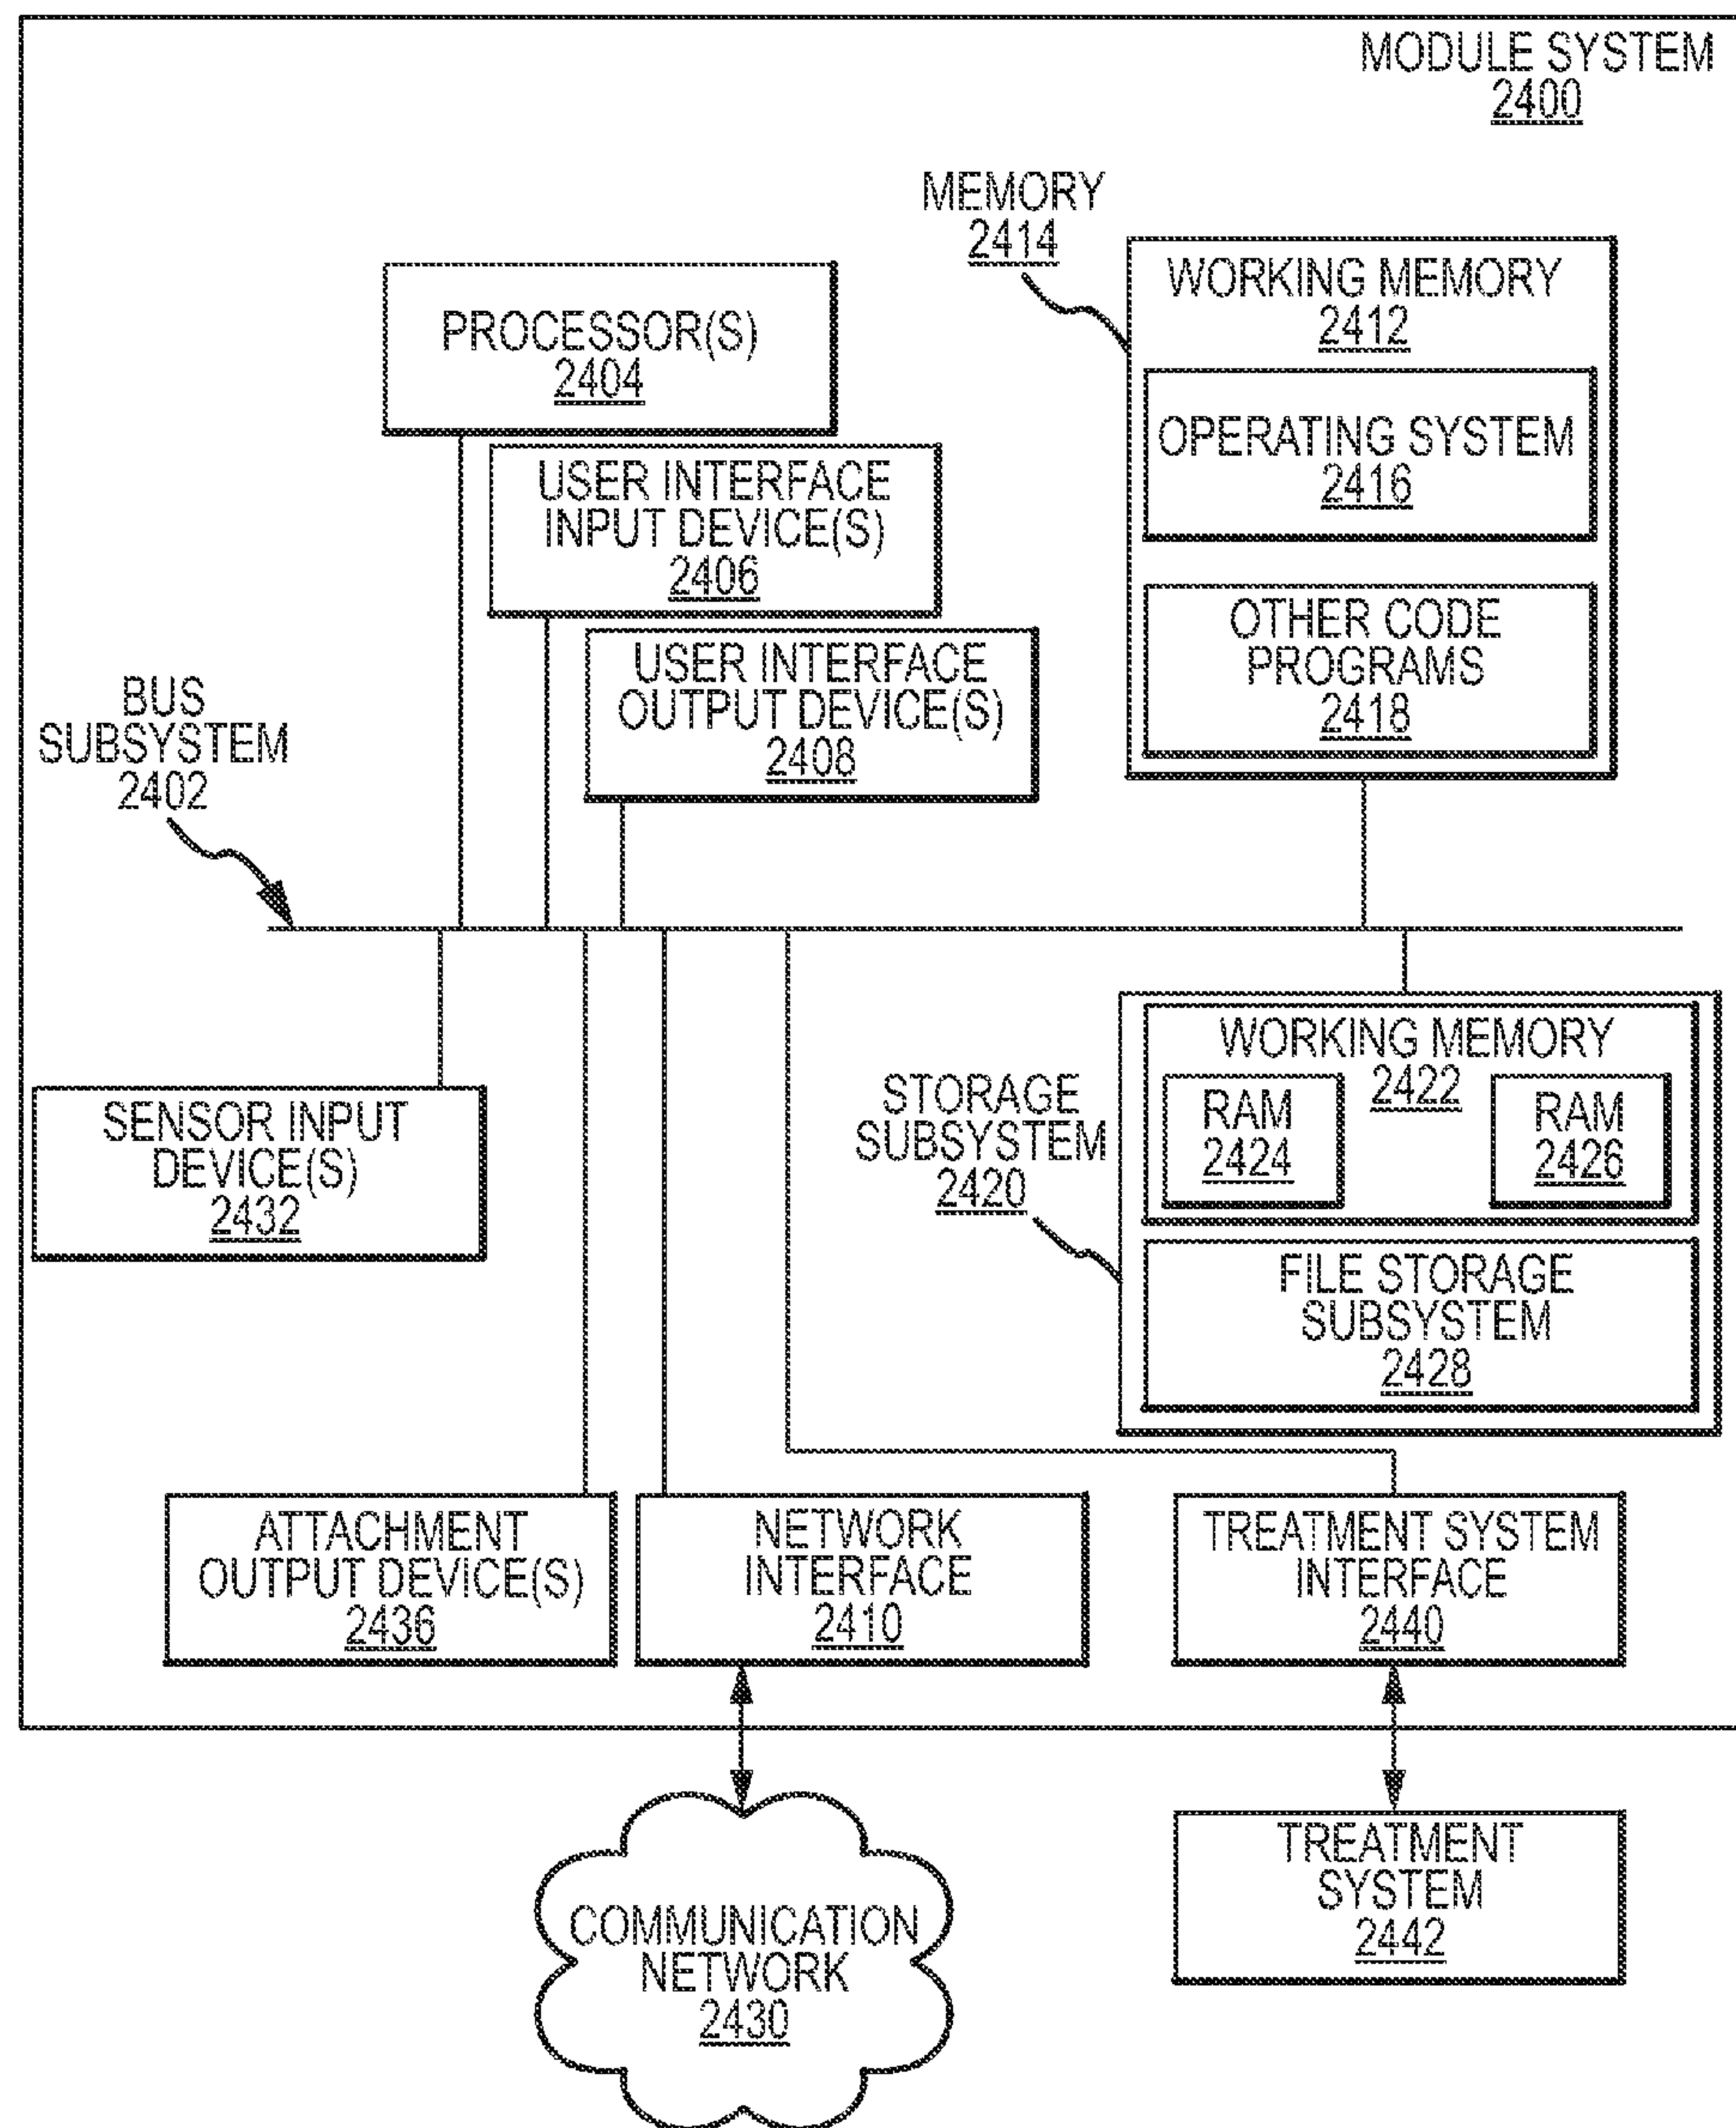 MODULE SYSTEM
2400
MEMORY
2414
WORKING MEMORY
2412
OPERATING SYSTEM
2416
OTHER CODE
PROGRAMS
2418
PROCESSOR(S)
2404
USER INTERFACE
INPUT DEVICE(S)
2406
USER INTERFACE
OUTPUT DEVICE(S)
2408
BUS
SUBSYSTEM
2402
SENSOR INPUT
DEVICE(S)
2432
STORAGE
SUBSYSTEM
2420
WORKING MEMORY
2422
RAM
2424
RAM
2426
FILE STORAGE
SUBSYSTEM
2428
ATTACHMENT
OUTPUT DEVICE(S)
2436
NETWORK
INTERFACE
2410
TREATMENT SYSTEM
INTERFACE
2440
COMMUNICATION
NETWORK
2430
TREATMENT
SYSTEM
2442